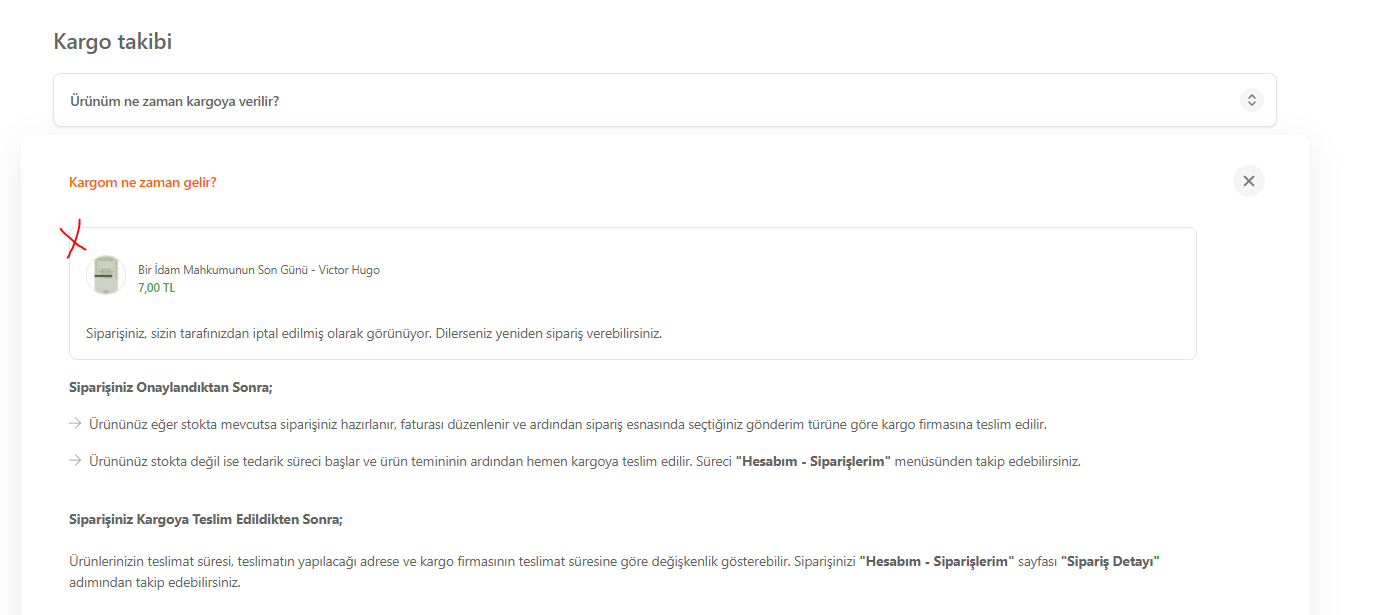 Kargo takibi
Ürünüm ne zaman kargoya verilir?
Kargom ne zaman gelir?
Bir İdam Mahkumunun Son Günü - Victor Hugo
7,00 TL
Siparişiniz, sizin tarafınızdan iptal edilmiş olarak görünüyor. Dilerseniz yeniden sipariş verebilirsiniz.
Siparişiniz Onaylandıktan Sonra;
→ Ürününüz eğer stokta mevcutsa siparişiniz hazırlanır, faturası düzenlenir ve ardından sipariş esnasında seçtiğiniz gönderim türüne göre kargo firmasına teslim edilir.
→ Ürününüz stokta değil ise tedarik süreci başlar ve ürün temininin ardından hemen kargoya teslim edilir. Süreci "Hesabım - Siparişlerim" menüsünden takip edebilirsiniz.
Siparişiniz Kargoya Teslim Edildikten Sonra;
Ürünlerinizin teslimat süresi, teslimatın yapılacağı adrese ve kargo firmasının teslimat süresine göre değişkenlik gösterebilir. Siparişinizi "Hesabım - Siparişlerim" sayfası "Sipariş Detayı"
adımından takip edebilirsiniz.